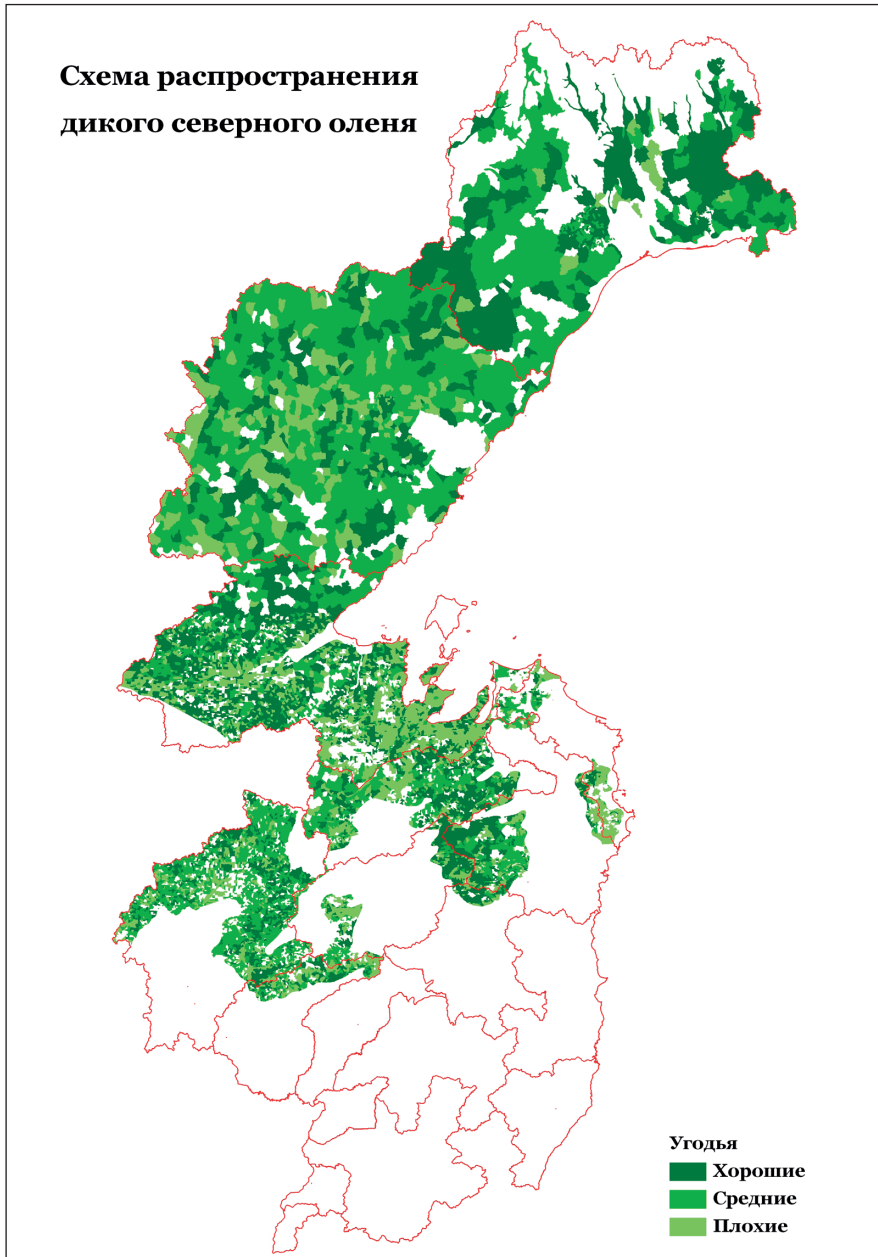 Схема распространения
дикого северного оленя
Угодья
Хорошие
Средние
Плохие